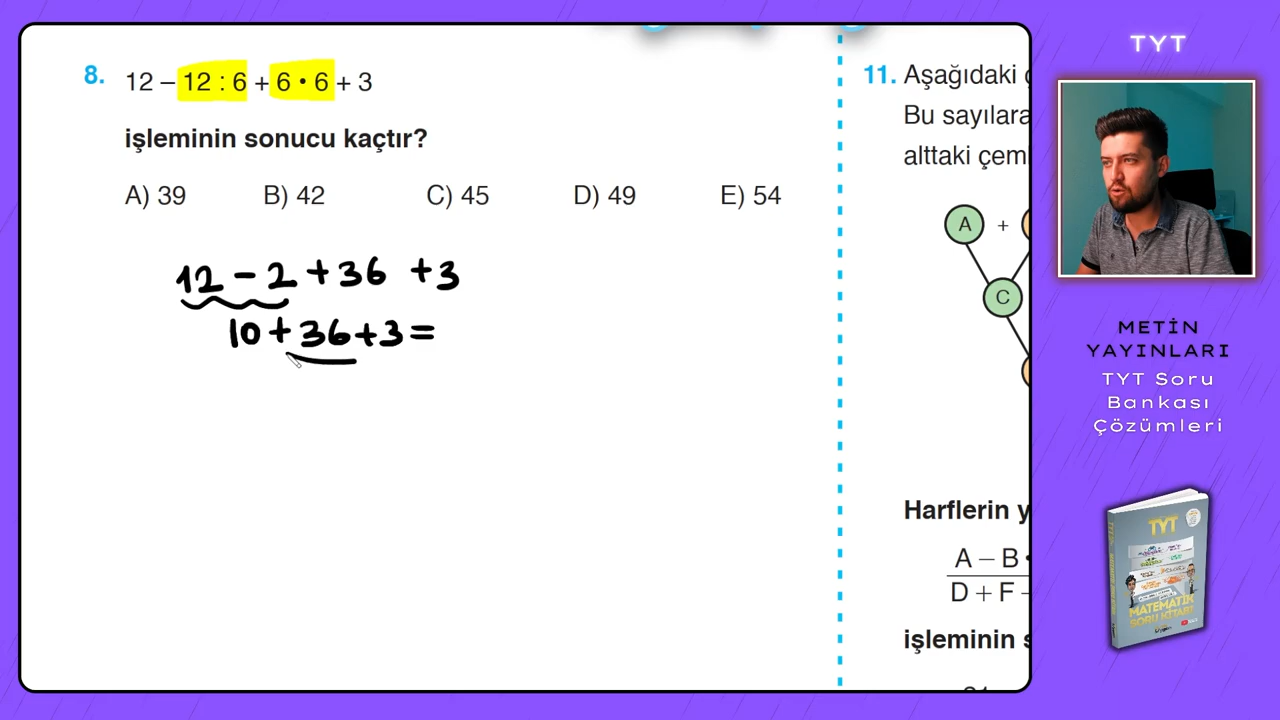 8. 12 – 12 : 6 + 6 • 6 + 3
işleminin sonucu kaçtır?
A) 39 B) 42 C) 45 D) 49 E) 54
12 – 2 + 36 + 3
10 + 36 + 3 =
11. Aşağıdaki
Bu sayılara
alttaki çem
A +
C
Harflerin y
A – B •
D + F –
işleminin s
TYT
METİN
YAYINLARI
TYT Soru
Bankası
Çözümleri
TYT
MATEMATİK
SORU KİTABI